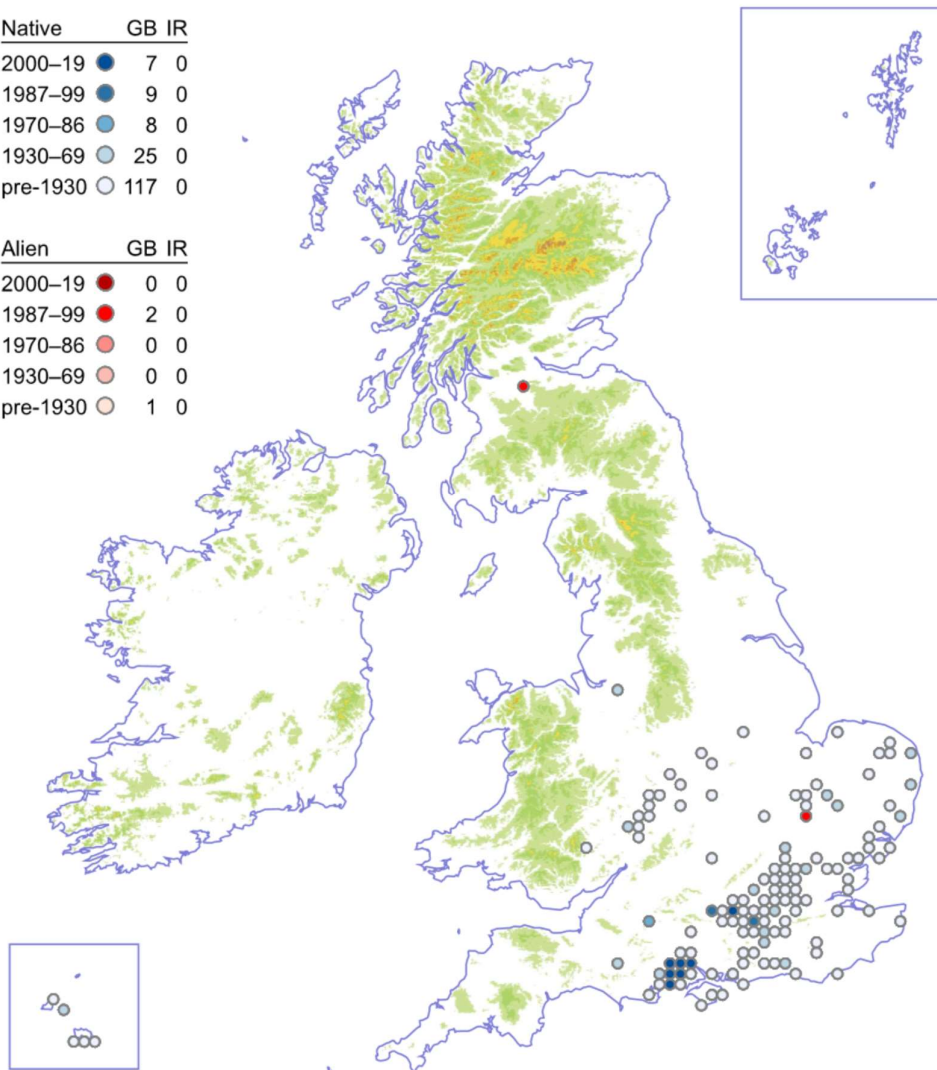 Native GB IR
2000–19 7 0
1987–99 9 0
1970–86 8 0
1930–69 25 0
pre-1930 117 0
Alien GB IR
2000–19 0 0
1987–99 2 0
1970–86 0 0
1930–69 0 0
pre-1930 1 0